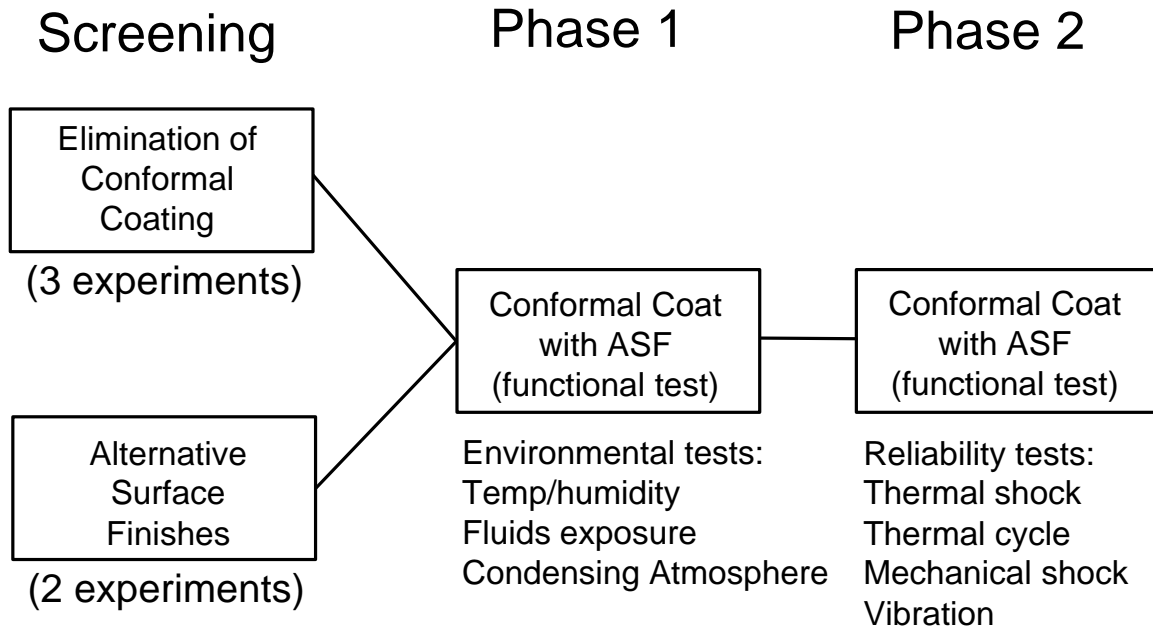 Screening
Elimination of
Conformal
Coating
(3 experiments)
Alternative
Surface
Finishes
(2 experiments)
Phase 1
Conformal Coat
with ASF
(functional test)
Environmental tests:
Temp/humidity
Fluids exposure
Condensing Atmosphere
Phase 2
Conformal Coat
with ASF
(functional test)
Reliability tests:
Thermal shock
Thermal cycle
Mechanical shock
Vibration